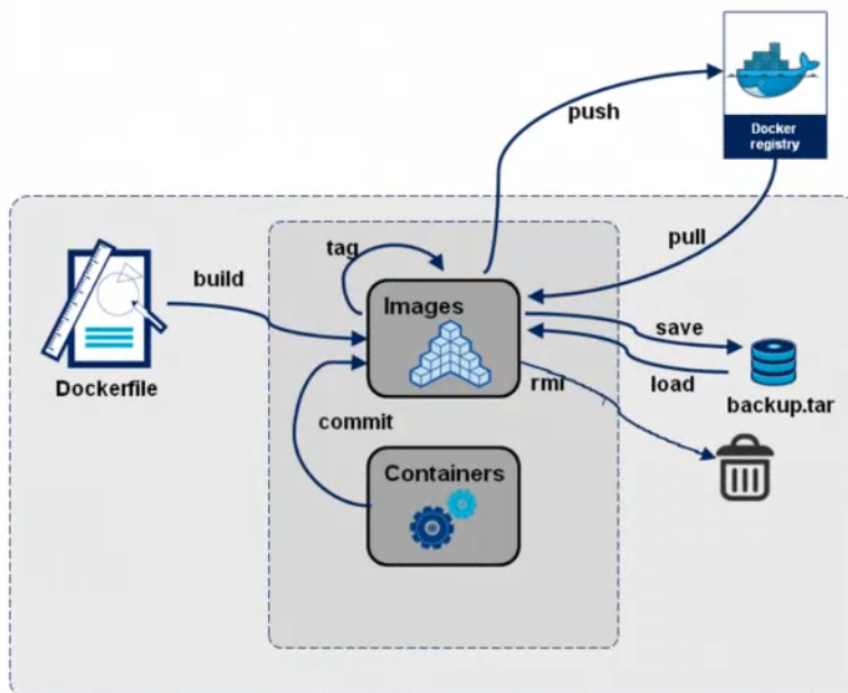 push
Docker
registry
pull
tag
build
Images
save
Dockerfile
rmi
load
backup.tar
commit
Containers